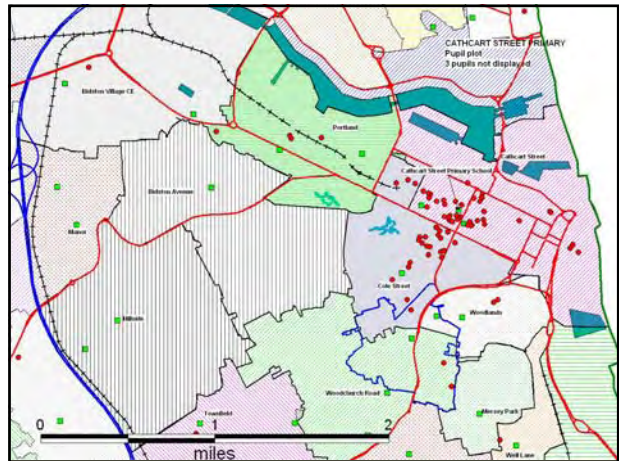 CATHCART STREET PRIMARY
Pupil plot
3 pupils not displayed
Bidston Village CE
Portland
Cathcart Street
Cathcart Street Primary School
Bidston Avenue
Manor
Cole Street
Woodlands
Hillside
Woodchurch Road
Mersey Park
Townfield
Well Lane
0 1 2
miles